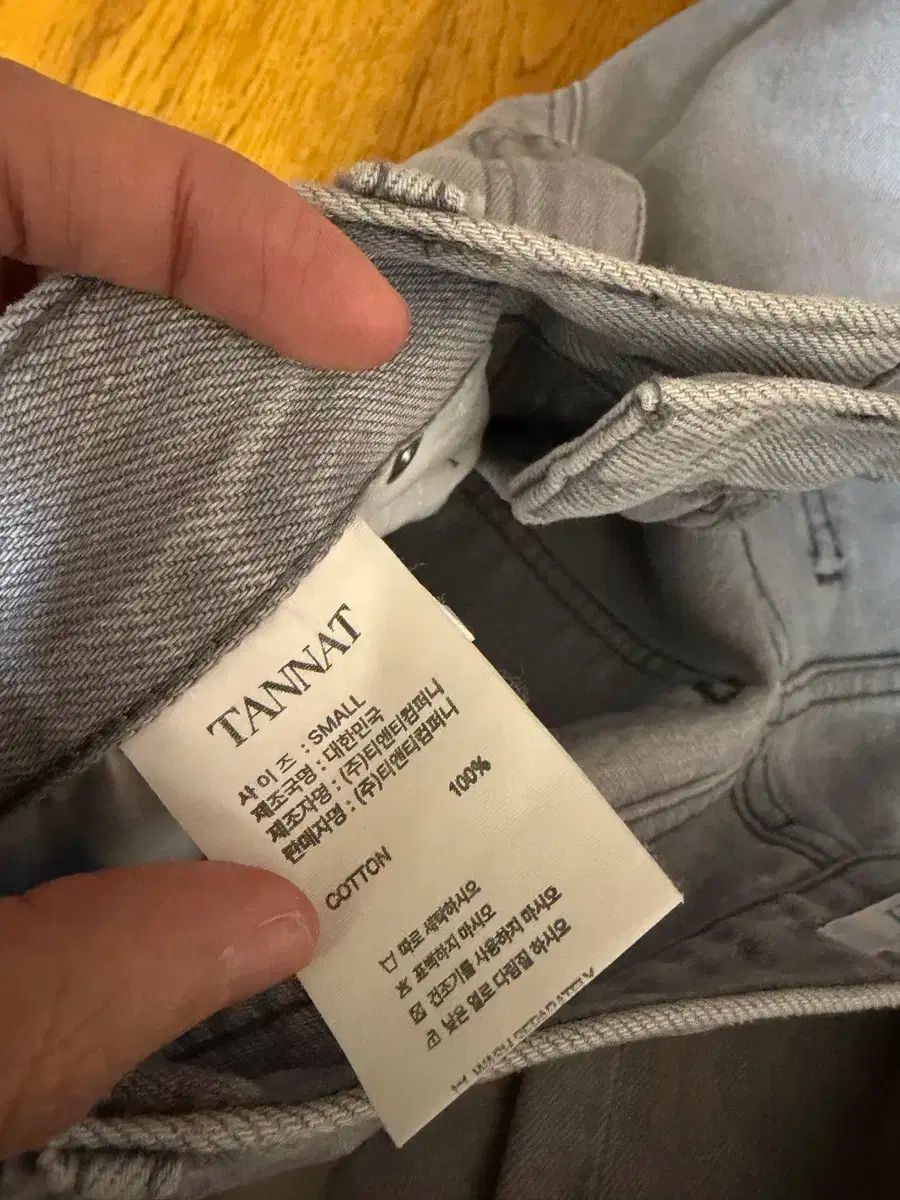 TANNAT
사 이 즈 : SMALL
제조국명 : 대한민국
제조자명 : (주)티앤티컴퍼니
판매자명 : (주)티앤티컴퍼니
COTTON 100%
따로 세탁하시오
표백하지 마시오
건조기를 사용하지 마시오
낮은 열로 다림질 하시오